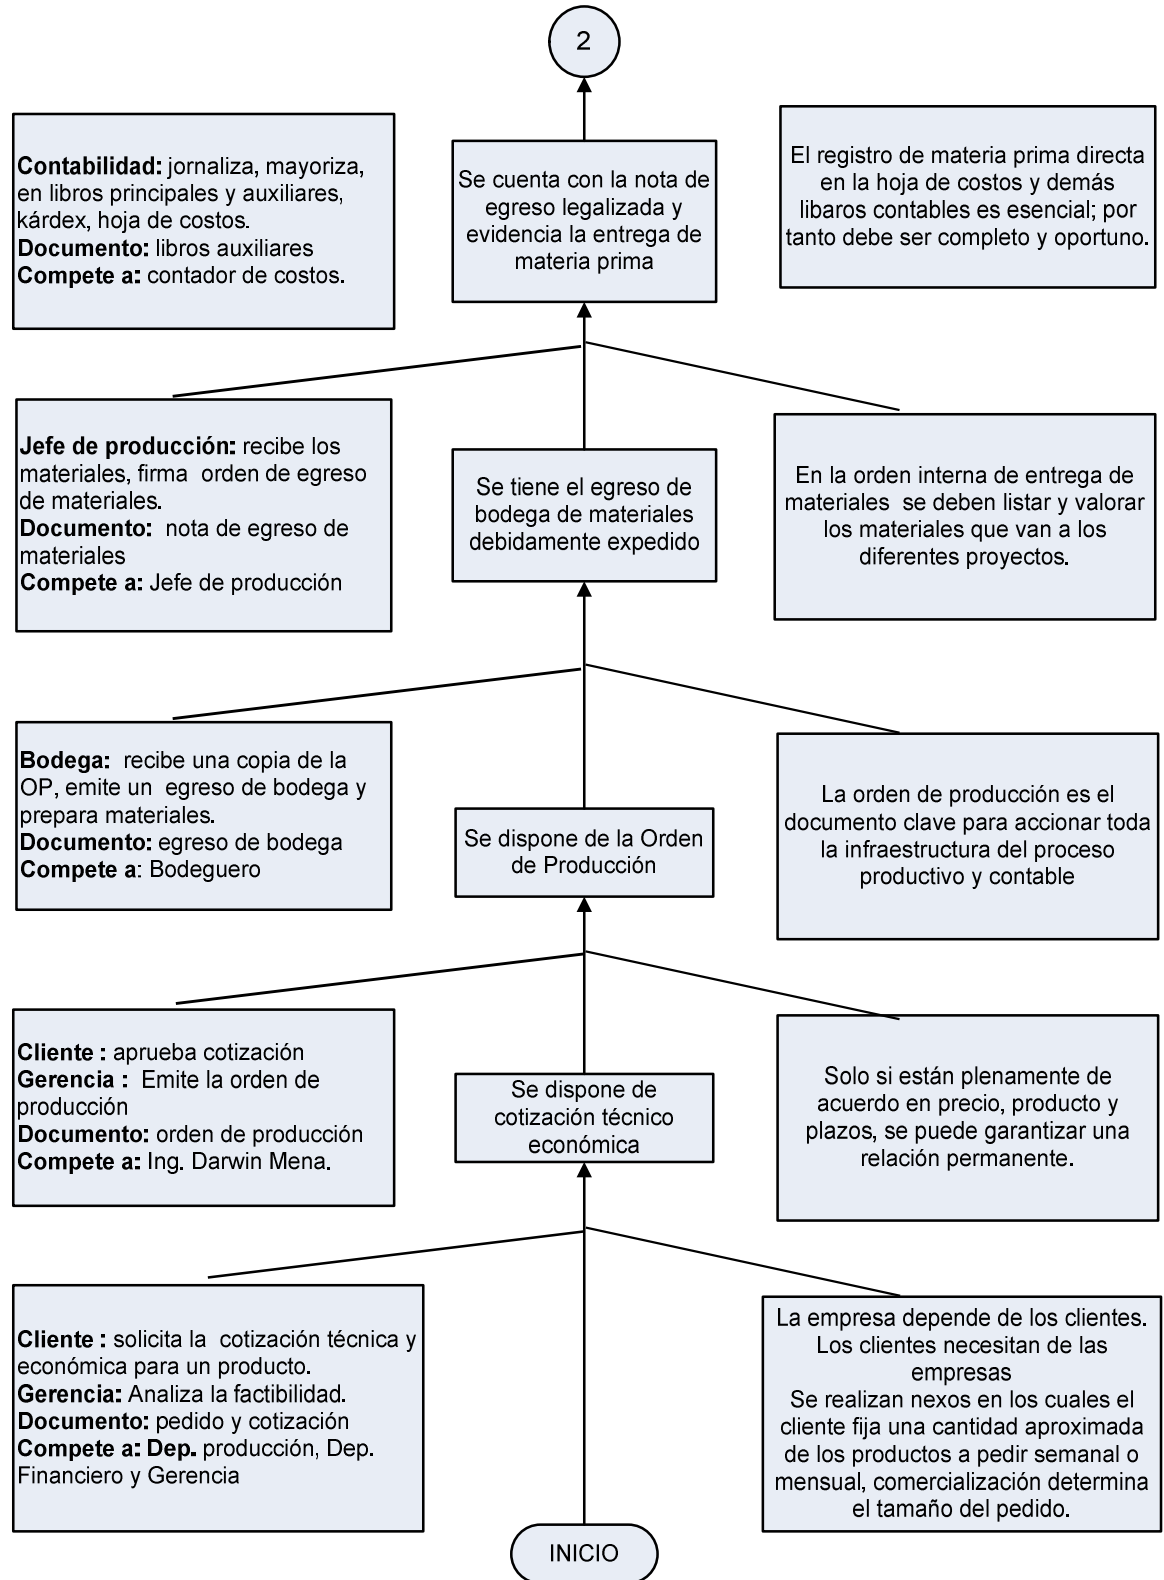 2
Contabilidad: jornaliza, mayoriza,
en libros principales y auxiliares,
kárdex, hoja de costos.
Documento: libros auxiliares
Compete a: contador de costos.
Se cuenta con la nota de
egreso legalizada y
evidencia la entrega de
materia prima
El registro de materia prima directa
en la hoja de costos y demás
libaros contables es esencial; por
tanto debe ser completo y oportuno.
Jefe de producción: recibe los
materiales, firma orden de egreso
de materiales.
Documento: nota de egreso de
materiales
Compete a: Jefe de producción
Se tiene el egreso de
bodega de materiales
debidamente expedido
En la orden interna de entrega de
materiales se deben listar y valorar
los materiales que van a los
diferentes proyectos.
Bodega: recibe una copia de la
OP, emite un egreso de bodega y
prepara materiales.
Documento: egreso de bodega
Compete a: Bodeguero
Se dispone de la Orden
de Producción
La orden de producción es el
documento clave para accionar toda
la infraestructura del proceso
productivo y contable
Cliente : aprueba cotización
Gerencia : Emite la orden de
producción
Documento: orden de producción
Compete a: Ing. Darwin Mena.
Se dispone de
cotización técnico
económica
Solo si están plenamente de
acuerdo en precio, producto y
plazos, se puede garantizar una
relación permanente.
Cliente : solicita la cotización técnica y
económica para un producto.
Gerencia: Analiza la factibilidad.
Documento: pedido y cotización
Compete a: Dep. producción, Dep.
Financiero y Gerencia
La empresa depende de los clientes.
Los clientes necesitan de las
empresas
Se realizan nexos en los cuales el
cliente fija una cantidad aproximada
de los productos a pedir semanal o
mensual, comercialización determina
el tamaño del pedido.
INICIO